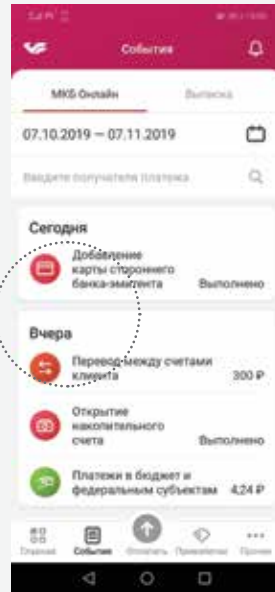 События
МКБ Онлайн
Выписка
07.10.2019 — 07.11.2019
Введите получателя платежа
Сегодня
Добавление
карты стороннего
банка-эмитента Выполнено
Вчера
Перевод между счетами
клиента 300 ₽
Открытие
накопительного
счета Выполнено
Платежи в бюджет и
федеральным субъектам 4,24 ₽
Главная События Оплатить Прочее